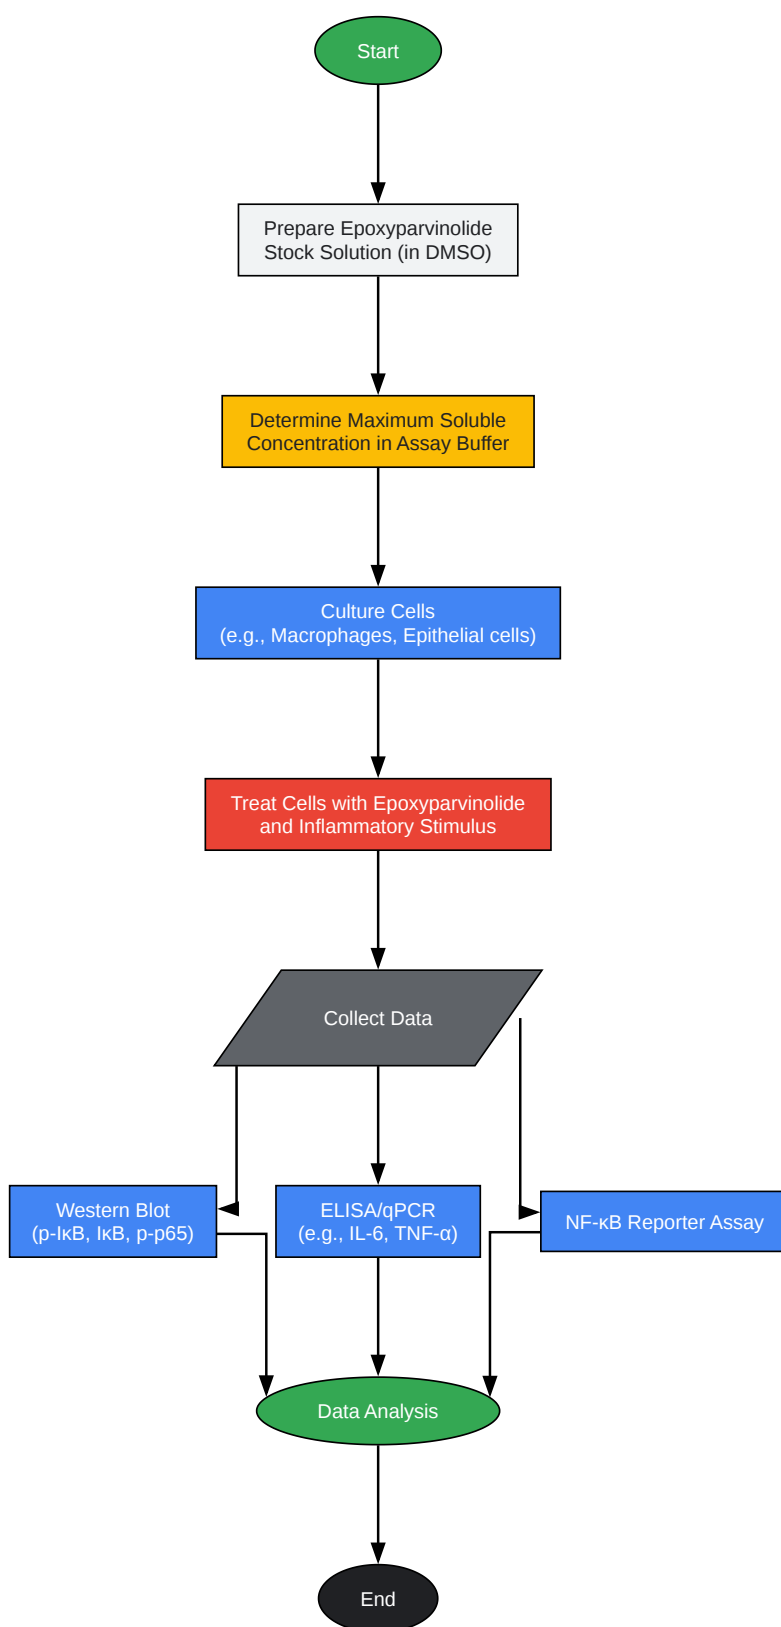 Start
Prepare Epoxyparvinolide
Stock Solution (in DMSO)
Determine Maximum Soluble
Concentration in Assay Buffer
Culture Cells
(e.g., Macrophages, Epithelial cells)
Treat Cells with Epoxyparvinolide
and Inflammatory Stimulus
Collect Data
Western Blot
(p-IκB, IκB, p-p65)
ELISA/qPCR
(e.g., IL-6, TNF-α)
NF-κB Reporter Assay
Data Analysis
End